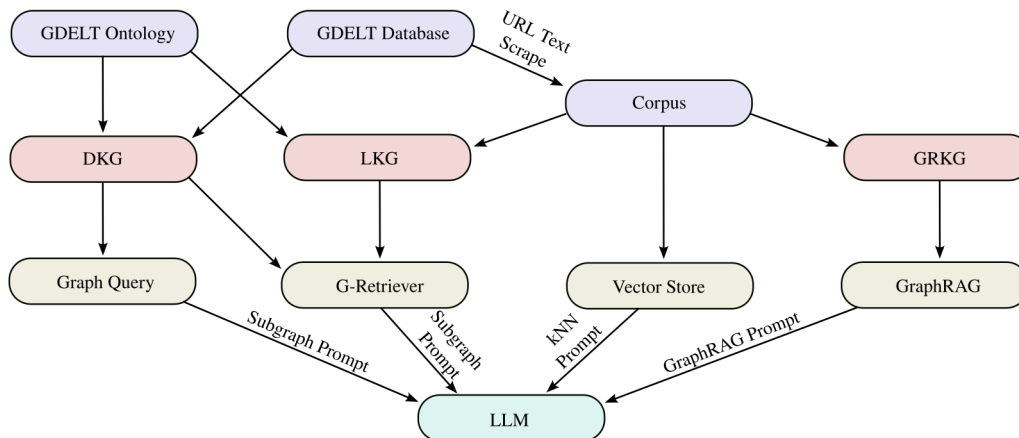 GDELT Ontology
GDELT Database
URL Text
Scrape
Corpus
DKG
LKG
GRKG
Graph Query
G-Retriever
Vector Store
GraphRAG
Subgraph Prompt
Subgraph
Prompt
kNN
Prompt
GraphRAG Prompt
LLM